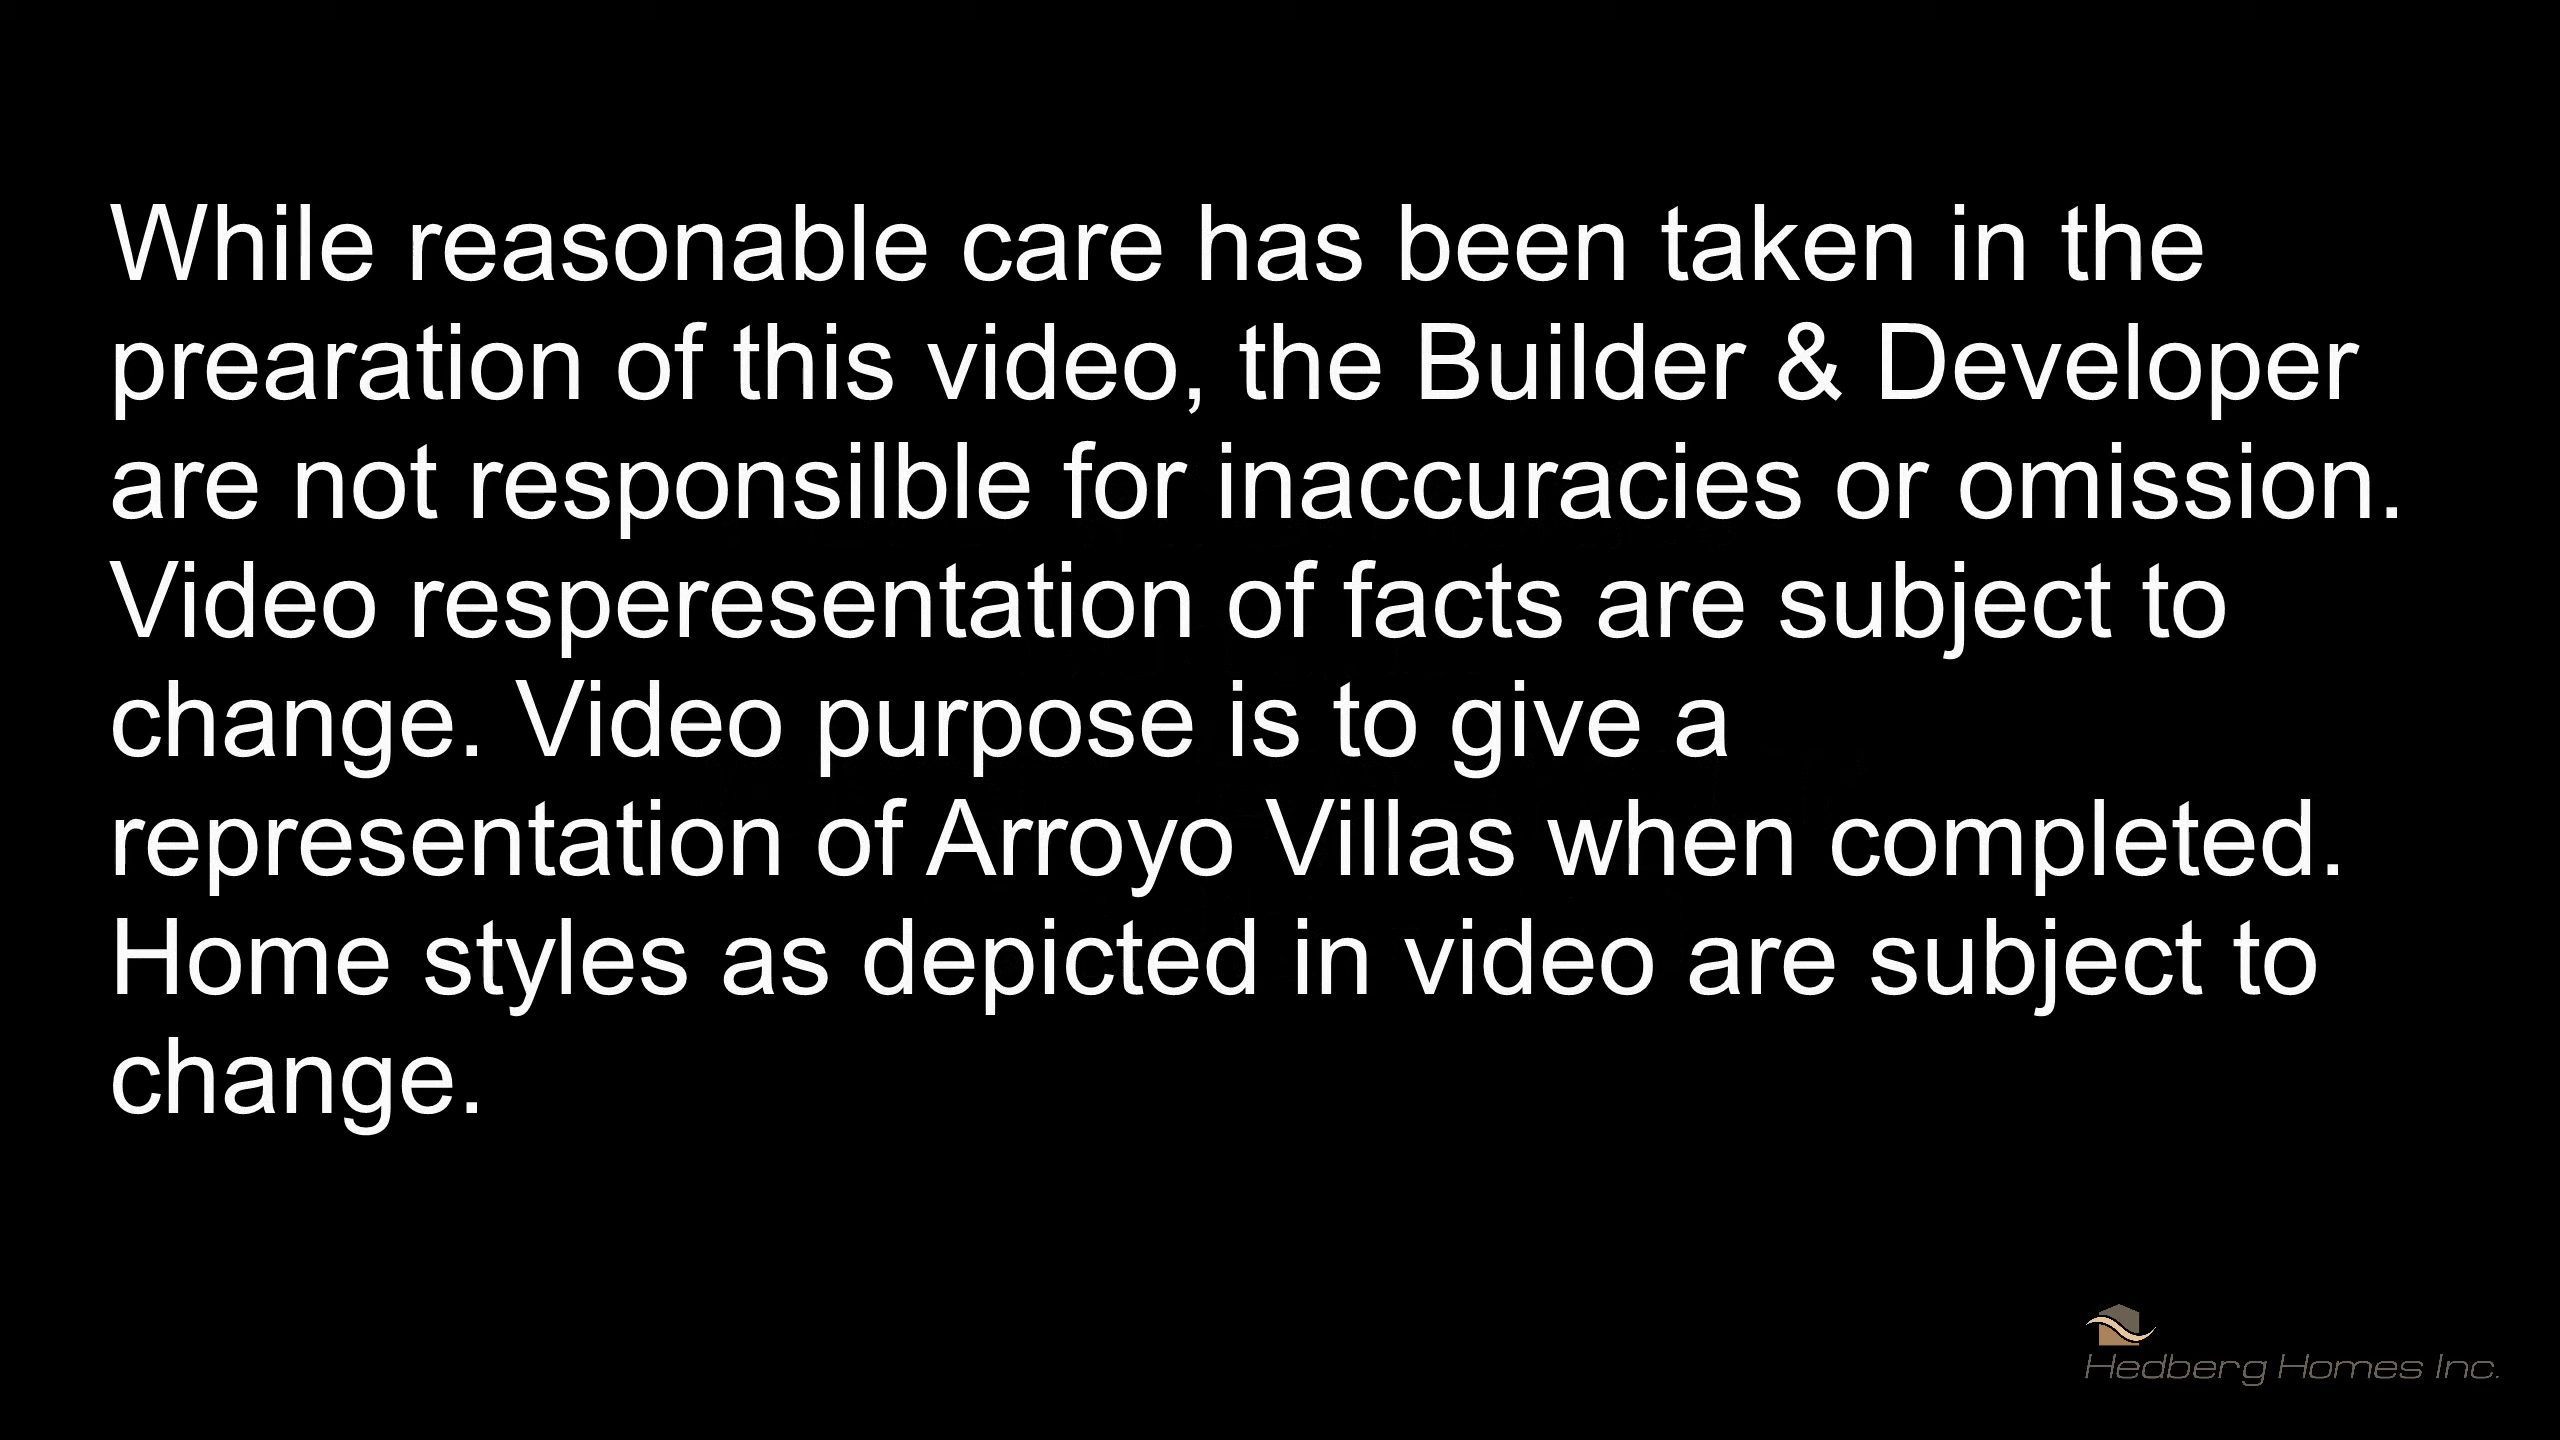 While reasonable care has been taken in the
prearation of this video, the Builder & Developer
are not responsilble for inaccuracies or omission.
Video resperesentation of facts are subject to
change. Video purpose is to give a
representation of Arroyo Villas when completed.
Home styles as depicted in video are subject to
change.
Hedberg Homes Inc.